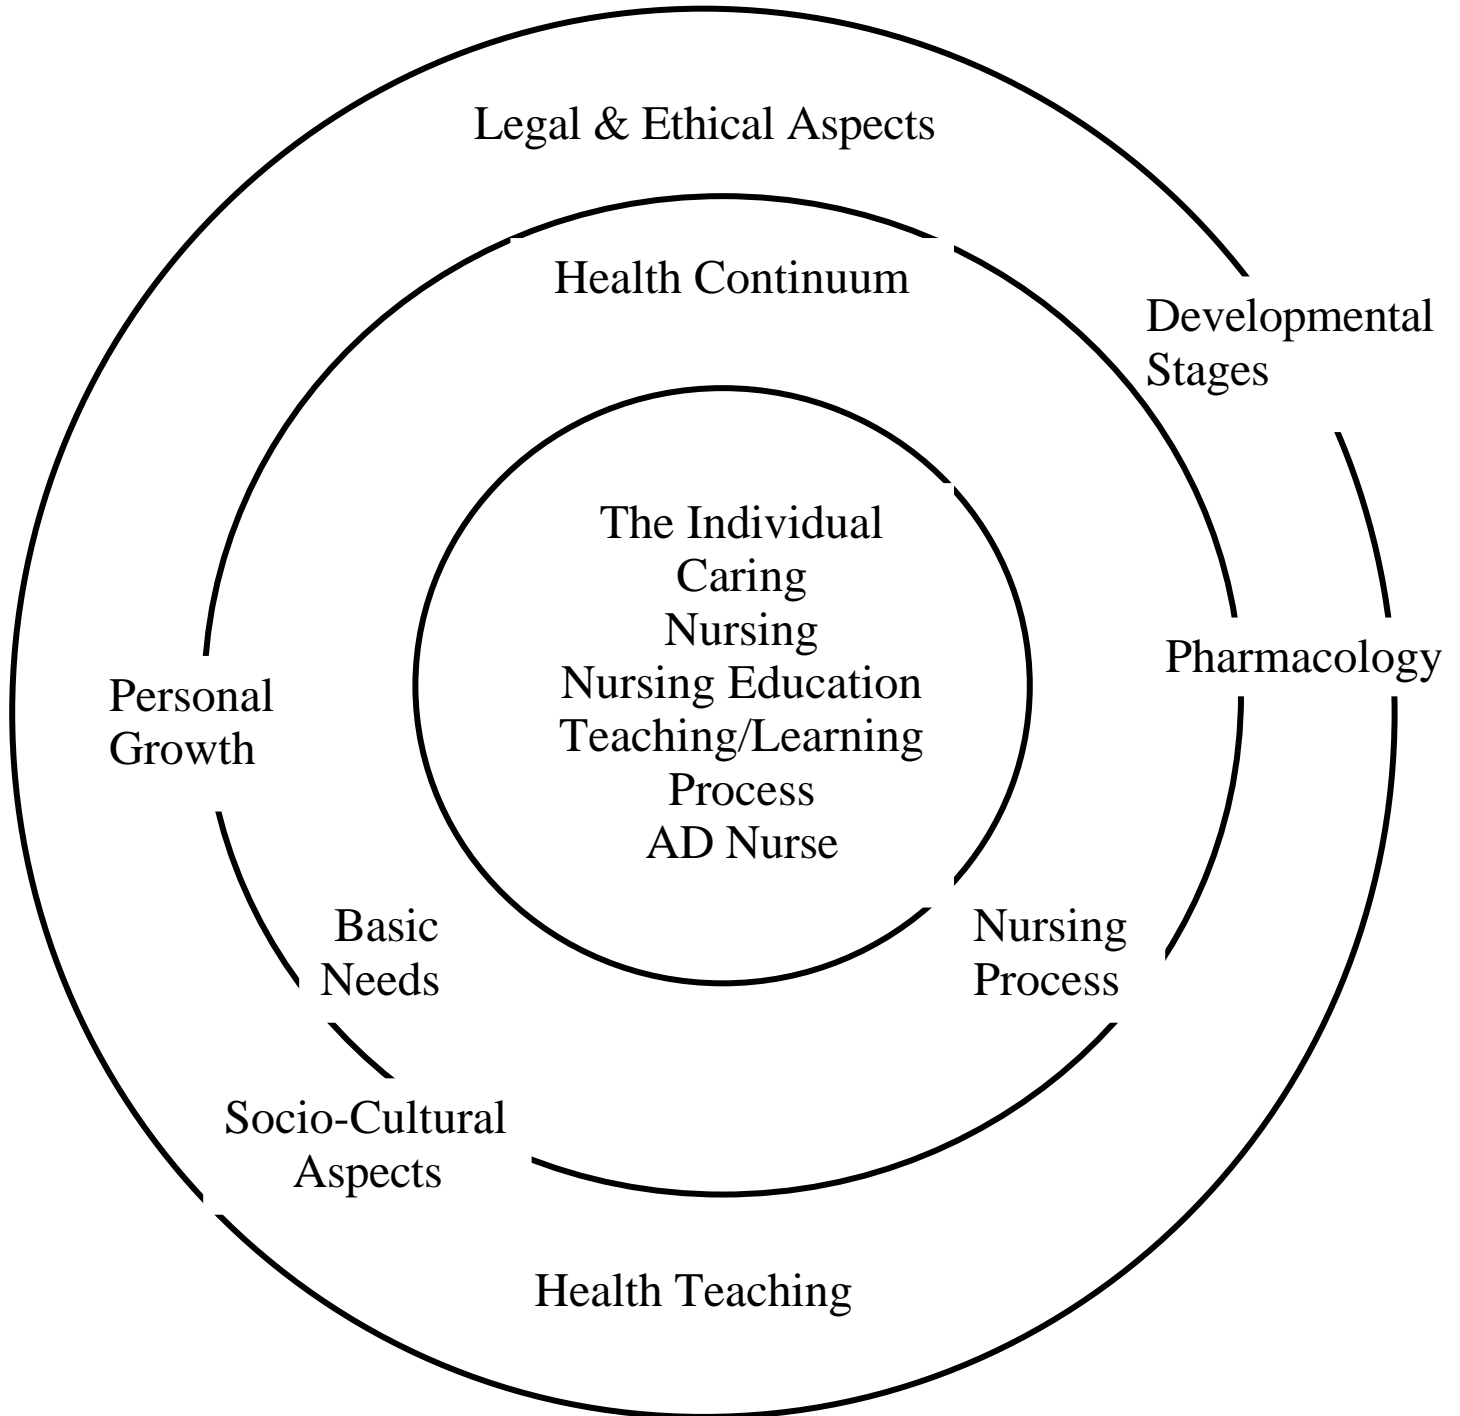 Legal & Ethical Aspects
Health Continuum
Developmental
Stages
The Individual
Caring
Nursing
Nursing Education
Teaching/Learning
Process
AD Nurse
Pharmacology
Personal
Growth
Basic
Needs
Nursing
Process
Socio-Cultural
Aspects
Health Teaching